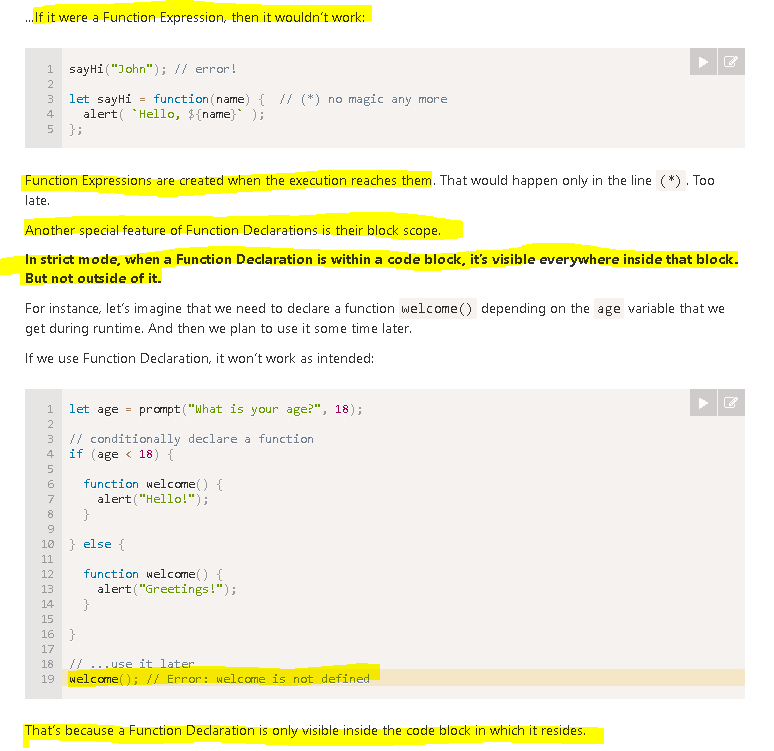 ...If it were a Function Expression, then it wouldn't work:
1 sayHi("John"); // error!
2
3 let sayHi = function(name) {  // (*) no magic any more
4   alert( `Hello, ${name}` );
5 };
Function Expressions are created when the execution reaches them. That would happen only in the line (*). Too
late.
Another special feature of Function Declarations is their block scope.
In strict mode, when a Function Declaration is within a code block, it's visible everywhere inside that block.
But not outside of it.
For instance, let's imagine that we need to declare a function welcome() depending on the age variable that we
get during runtime. And then we plan to use it some time later.
If we use Function Declaration, it won't work as intended:
1 let age = prompt("What is your age?", 18);
2
3 // conditionally declare a function
4 if (age < 18) {
5
6   function welcome() {
7     alert("Hello!");
8   }
9
10 } else {
11
12   function welcome() {
13     alert("Greetings!");
14   }
15
16 }
17
18 // ...use it later
19 welcome(); // Error: welcome is not defined
That's because a Function Declaration is only visible inside the code block in which it resides.